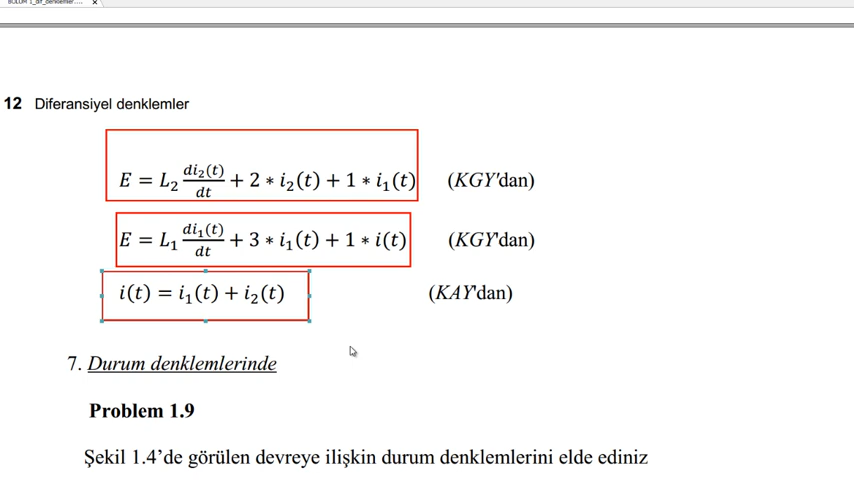 BÖLÜM 1_dif_denklemler....
12 Diferansiyel denklemler
E = L₂ di₂(t)/dt + 2 ∗ i₂(t) + 1 ∗ i₁(t) (KGY'dan)
E = L₁ di₁(t)/dt + 3 ∗ i₁(t) + 1 ∗ i(t) (KGY'dan)
i(t) = i₁(t) + i₂(t) (KAY'dan)
7. Durum denklemlerinde
Problem 1.9
Şekil 1.4’de görülen devreye ilişkin durum denklemlerini elde ediniz